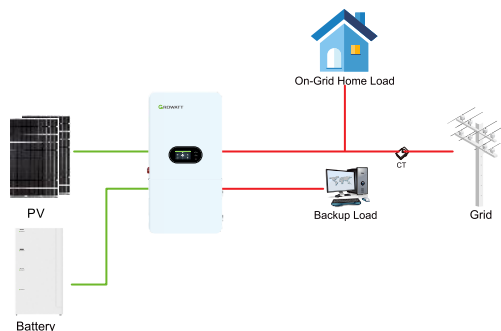 On-Grid Home Load
GROWATT
CT
PV
Backup Load
Grid
Battery